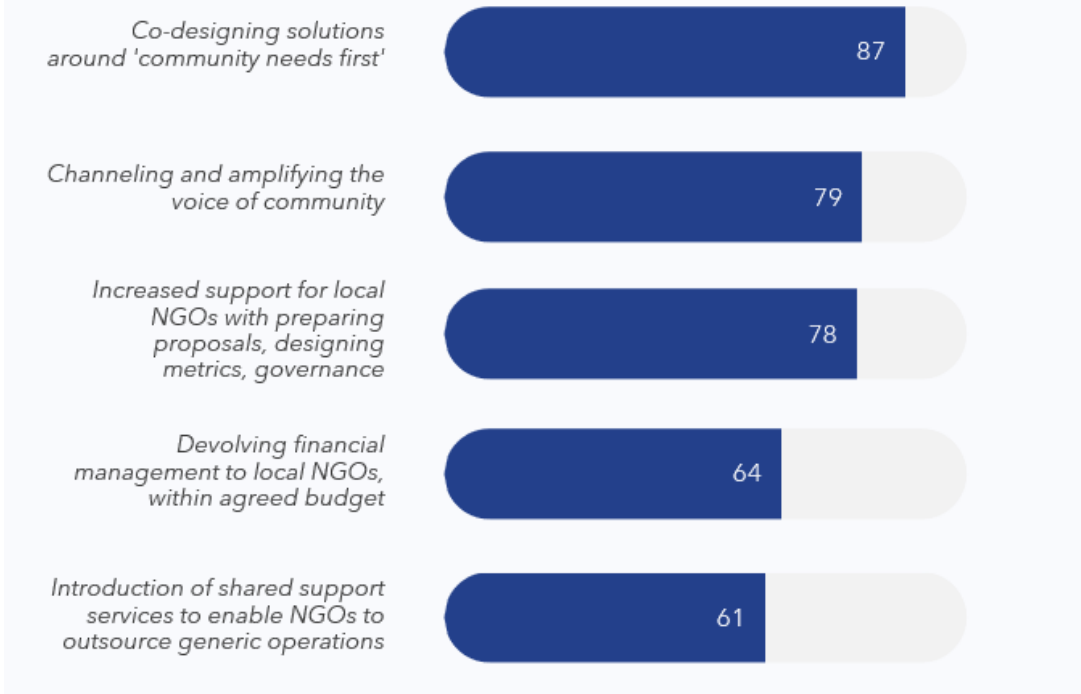 Co-designing solutions
around 'community needs first'
87
Channeling and amplifying the
voice of community
79
Increased support for local
NGOs with preparing
proposals, designing
metrics, governance
78
Devolving financial
management to local NGOs,
within agreed budget
64
Introduction of shared support
services to enable NGOs to
outsource generic operations
61